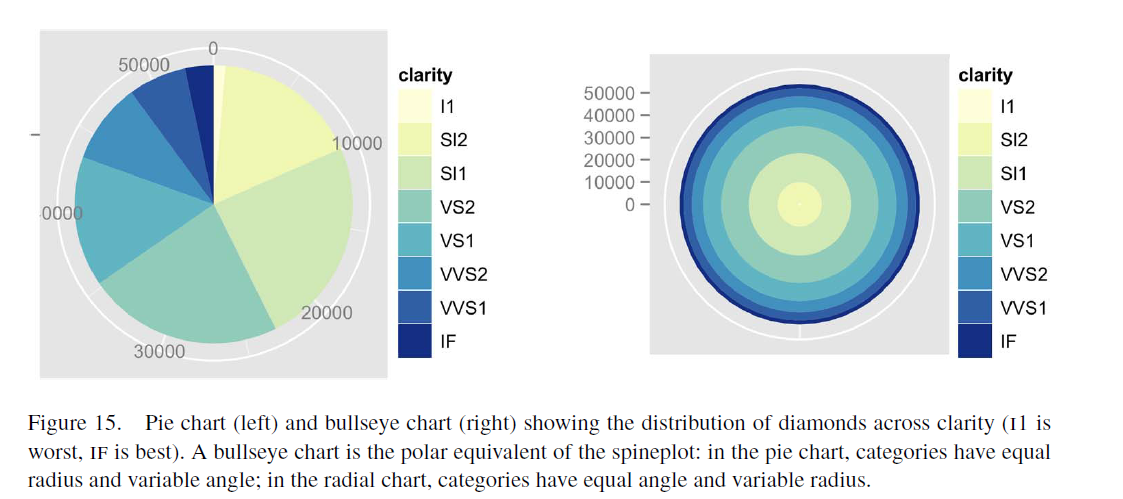 0
50000
10000
0000
20000
30000
clarity
I1
SI2
SI1
VS2
VS1
VVS2
VVS1
IF
50000
40000
30000
20000
10000
0
clarity
I1
SI2
SI1
VS2
VS1
VVS2
VVS1
IF
Figure 15. Pie chart (left) and bullseye chart (right) showing the distribution of diamonds across clarity (I1 is
worst, IF is best). A bullseye chart is the polar equivalent of the spineplot: in the pie chart, categories have equal
radius and variable angle; in the radial chart, categories have equal angle and variable radius.